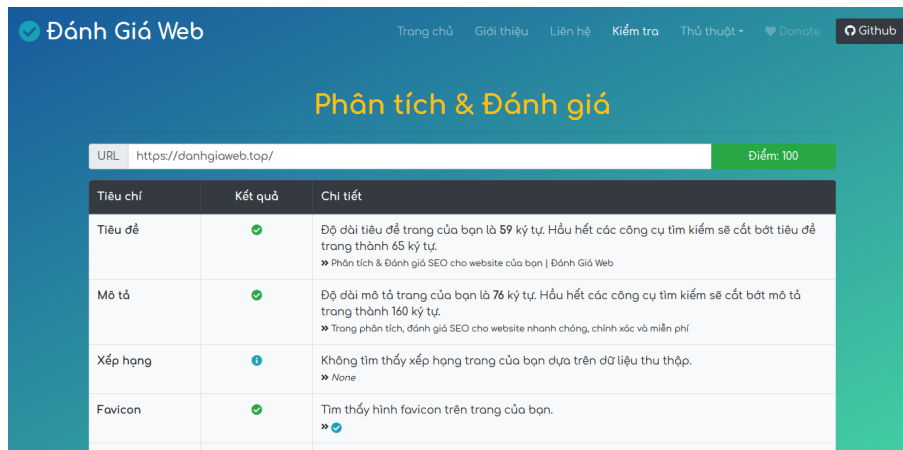 Đánh Giá Web
Trang chủ Giới thiệu Liên hệ Kiểm tra Thủ thuật Donate Github
Phân tích & Đánh giá
URL https://danhgiaweb.top/ Điểm: 100
Tiêu chí Kết quả Chi tiết
Tiêu đề Độ dài tiêu đề trang của bạn là 59 ký tự. Hầu hết các công cụ tìm kiếm sẽ cắt bớt tiêu đề
trang thành 65 ký tự.
» Phân tích & Đánh giá SEO cho website của bạn | Đánh Giá Web
Mô tả Độ dài mô tả trang của bạn là 76 ký tự. Hầu hết các công cụ tìm kiếm sẽ cắt bớt mô tả
trang thành 160 ký tự.
» Trang phân tích, đánh giá SEO cho website nhanh chóng, chính xác và miễn phí
Xếp hạng Không tìm thấy xếp hạng trang của bạn dựa trên dữ liệu thu thập.
» None
Favicon Tìm thấy hình favicon trên trang của bạn.
»